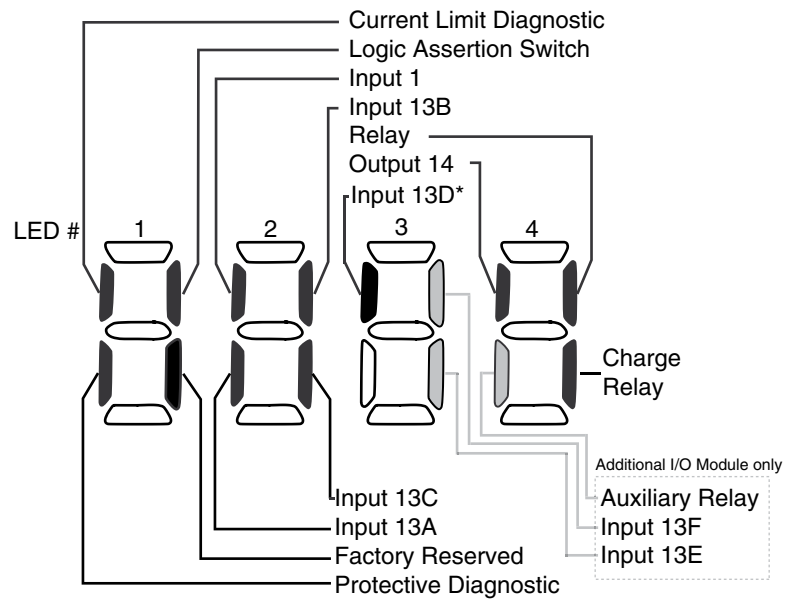 Current Limit Diagnostic
Logic Assertion Switch
Input 1
Input 13B
Relay
Output 14
Input 13D*
LED # 1 2 3 4
Charge
Relay
Additional I/O Module only
Auxiliary Relay
Input 13F
Input 13E
Input 13C
Input 13A
Factory Reserved
Protective Diagnostic